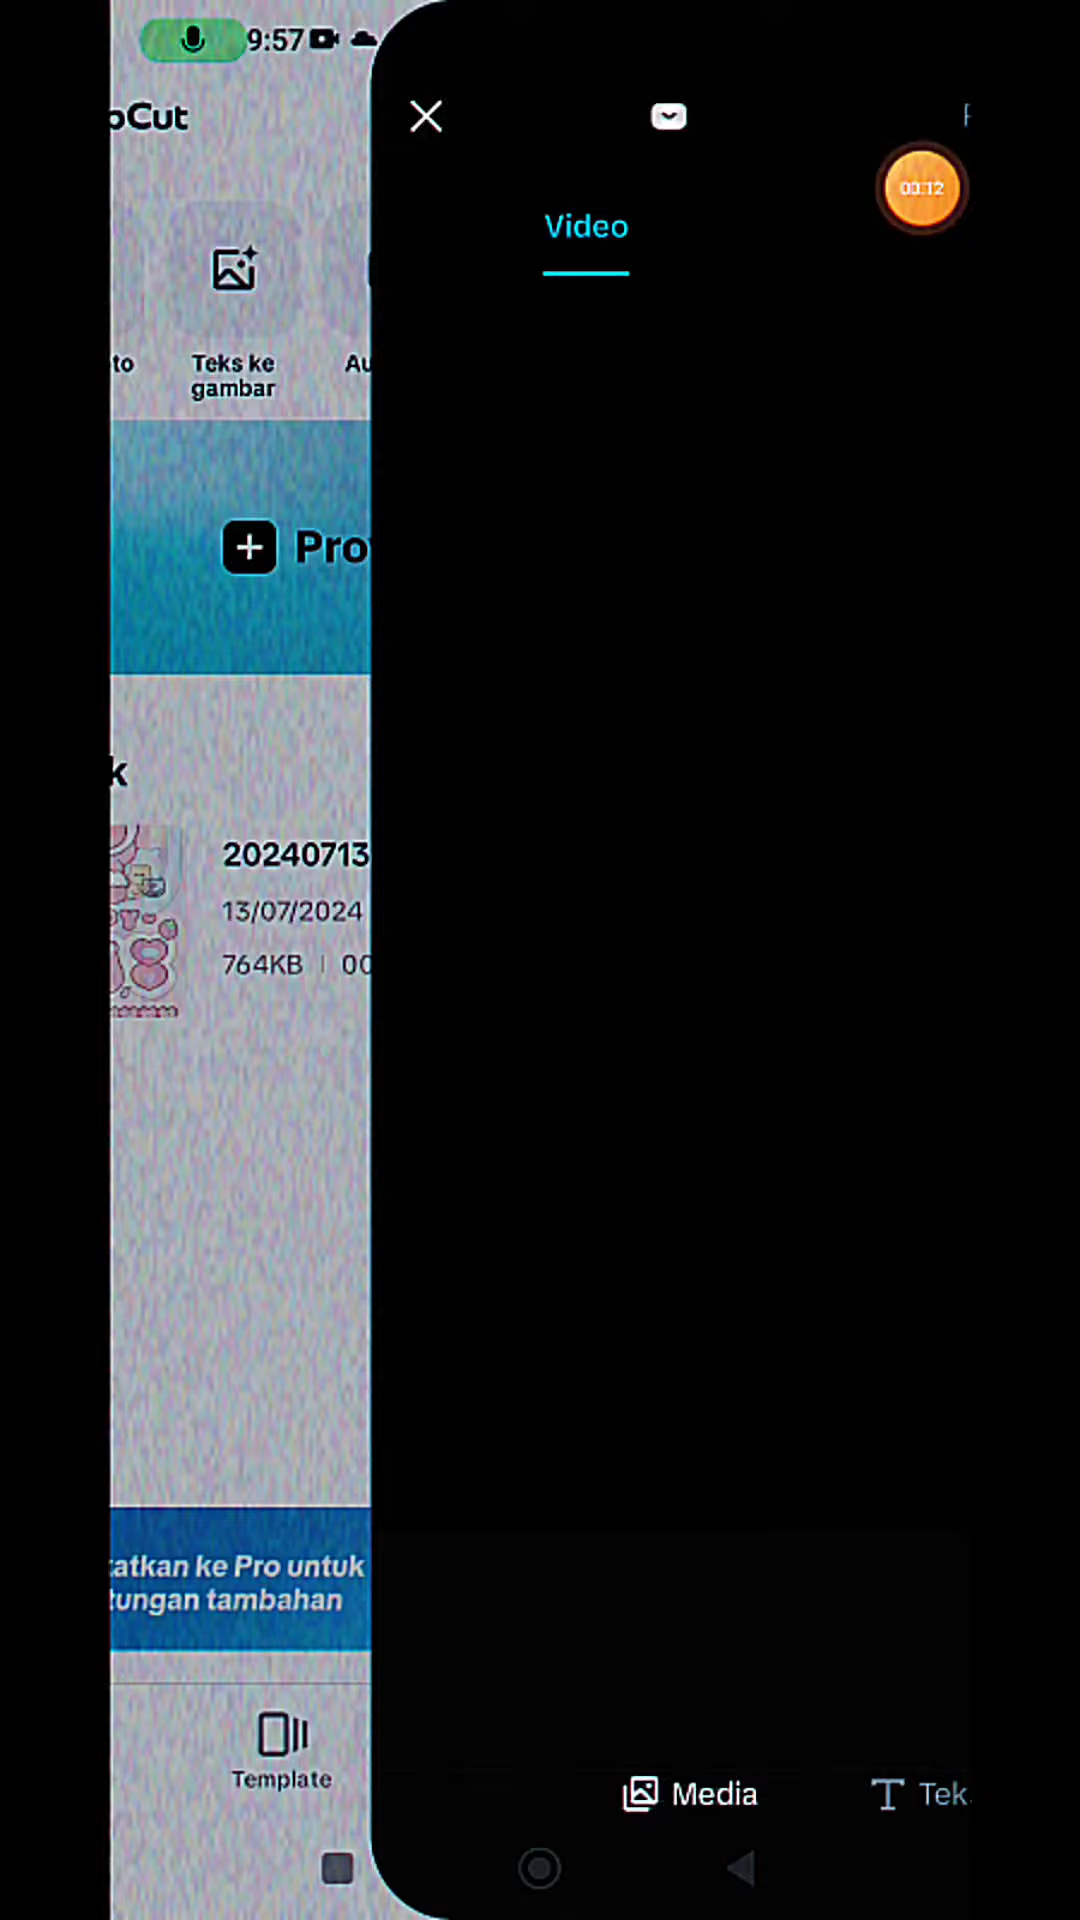 9:57
pCut
00:12
Video
to
Teks ke
gambar
Au
Pro
k
20240713
13/07/2024
764KB | 00
atkan ke Pro untuk
tungan tambahan
Template
Media
Tek